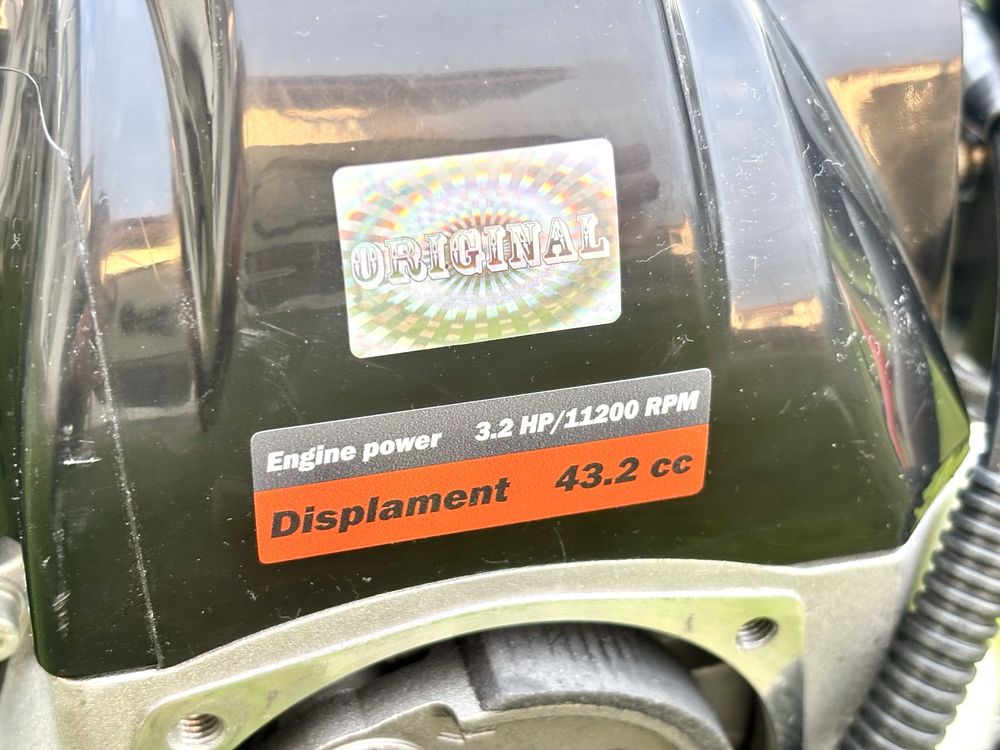 ORIGINAL
Engine power 3.2 HP/11200 RPM
Displament 43.2 cc